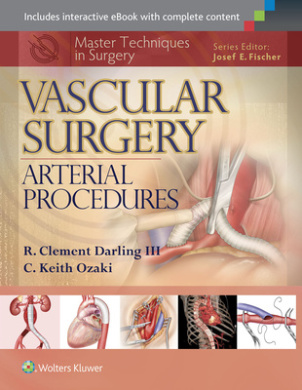 Includes interactive eBook with complete content
Master Techniques
in Surgery
Series Editor:
Josef E. Fischer
VASCULAR
SURGERY
ARTERIAL
PROCEDURES
R. Clement Darling III
C. Keith Ozaki
Wolters Kluwer